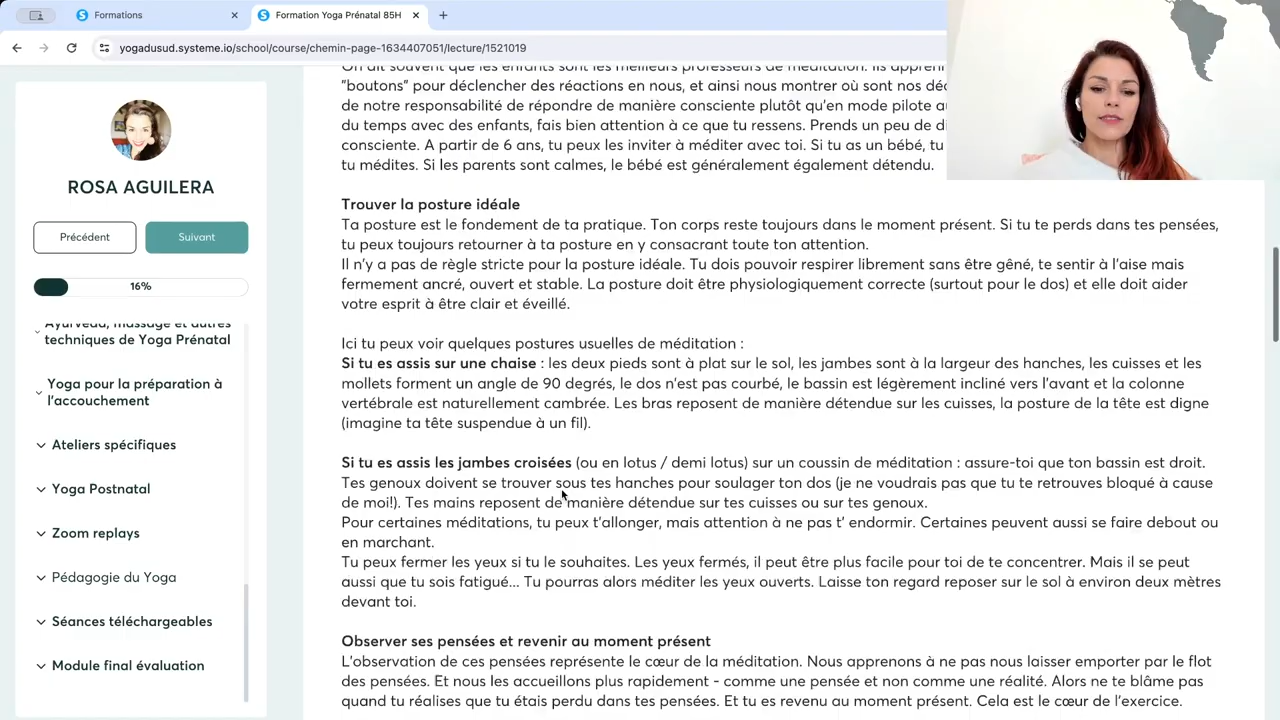 Formations
Formation Yoga Prénatal 85H
yogadusud.systeme.io/school/course/chemin-page-1634407051/lecture/1521019
ROSA AGUILERA
Précédent
Suivant
16%
Ayurveda, massage et autres
techniques de Yoga Prénatal
Yoga pour la préparation à
l'accouchement
Ateliers spécifiques
Yoga Postnatal
Zoom replays
Pédagogie du Yoga
Séances téléchargeables
Module final évaluation
On dit souvent que les enfants sont les meilleurs professeurs de méditation. Ils
"boutons" pour déclencher des réactions en nous, et ainsi nous montrer où sont nos
de notre responsabilité de répondre de manière consciente plutôt qu'en mode pilote
du temps avec des enfants, fais bien attention à ce que tu ressens. Prends un peu de
consciente. A partir de 6 ans, tu peux les inviter à méditer avec toi. Si tu as un bébé, tu
tu médites. Si les parents sont calmes, le bébé est généralement également détendu.
Trouver la posture idéale
Ta posture est le fondement de ta pratique. Ton corps reste toujours dans le moment présent. Si tu te perds dans tes pensées,
tu peux toujours retourner à ta posture en y consacrant toute ton attention.
Il n'y a pas de règle stricte pour la posture idéale. Tu dois pouvoir respirer librement sans être gêné, te sentir à l'aise mais
fermement ancré, ouvert et stable. La posture doit être physiologiquement correcte (surtout pour le dos) et elle doit aider
votre esprit à être clair et éveillé.
Ici tu peux voir quelques postures usuelles de méditation :
Si tu es assis sur une chaise : les deux pieds sont à plat sur le sol, les jambes sont à la largeur des hanches, les cuisses et les
mollets forment un angle de 90 degrés, le dos n'est pas courbé, le bassin est légèrement incliné vers l'avant et la colonne
vertébrale est naturellement cambrée. Les bras reposent de manière détendue sur les cuisses, la posture de la tête est digne
(imagine ta tête suspendue à un fil).
Si tu es assis les jambes croisées (ou en lotus / demi lotus) sur un coussin de méditation : assure-toi que ton bassin est droit.
Tes genoux doivent se trouver sous tes hanches pour soulager ton dos (je ne voudrais pas que tu te retrouves bloqué à cause
de moi!). Tes mains reposent de manière détendue sur tes cuisses ou sur tes genoux.
Pour certaines méditations, tu peux t'allonger, mais attention à ne pas t' endormir. Certaines peuvent aussi se faire debout ou
en marchant.
Tu peux fermer les yeux si tu le souhaites. Les yeux fermés, il peut être plus facile pour toi de te concentrer. Mais il se peut
aussi que tu sois fatigué... Tu pourras alors méditer les yeux ouverts. Laisse ton regard reposer sur le sol à environ deux mètres
devant toi.
Observer ses pensées et revenir au moment présent
L'observation de ces pensées représente le cœur de la méditation. Nous apprenons à ne pas nous laisser emporter par le flot
des pensées. Et nous les accueillons plus rapidement - comme une pensée et non comme une réalité. Alors ne te blâme pas
quand tu réalises que tu étais perdu dans tes pensées. Et tu es revenu au moment présent. Cela est le cœur de l'exercice.